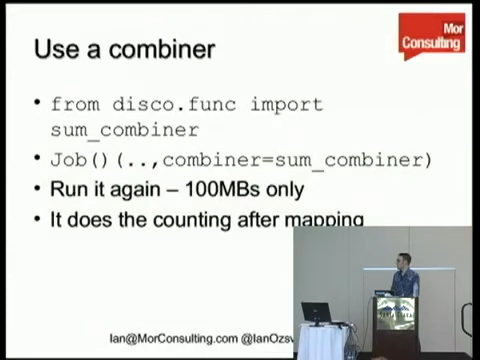 Mor
Consulting
Use a combiner
• from disco.func import
sum_combiner
• Job()(..,combiner=sum_combiner)
• Run it again – 100MBs only
• It does the counting after mapping
Ian@MorConsulting.com @IanOzsv